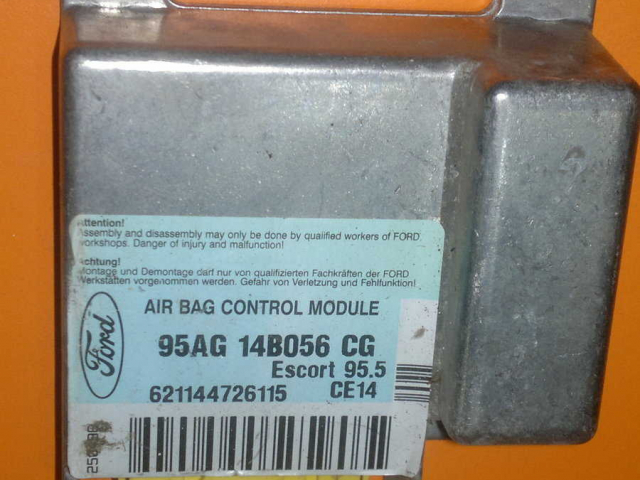 Attention!
Assembly and disassembly may only be done by qualified workers of FORD
workshops. Danger of injury and malfunction!
Achtung!
Montage und Demontage darf nur von qualifizierten Fachkräften der FORD
Werkstätten vorgenommen werden. Gefahr von Verletzung und Fehlfunktion!
Ford
AIR BAG CONTROL MODULE
95AG 14B056 CG
Escort 95.5
621144726115 CE14